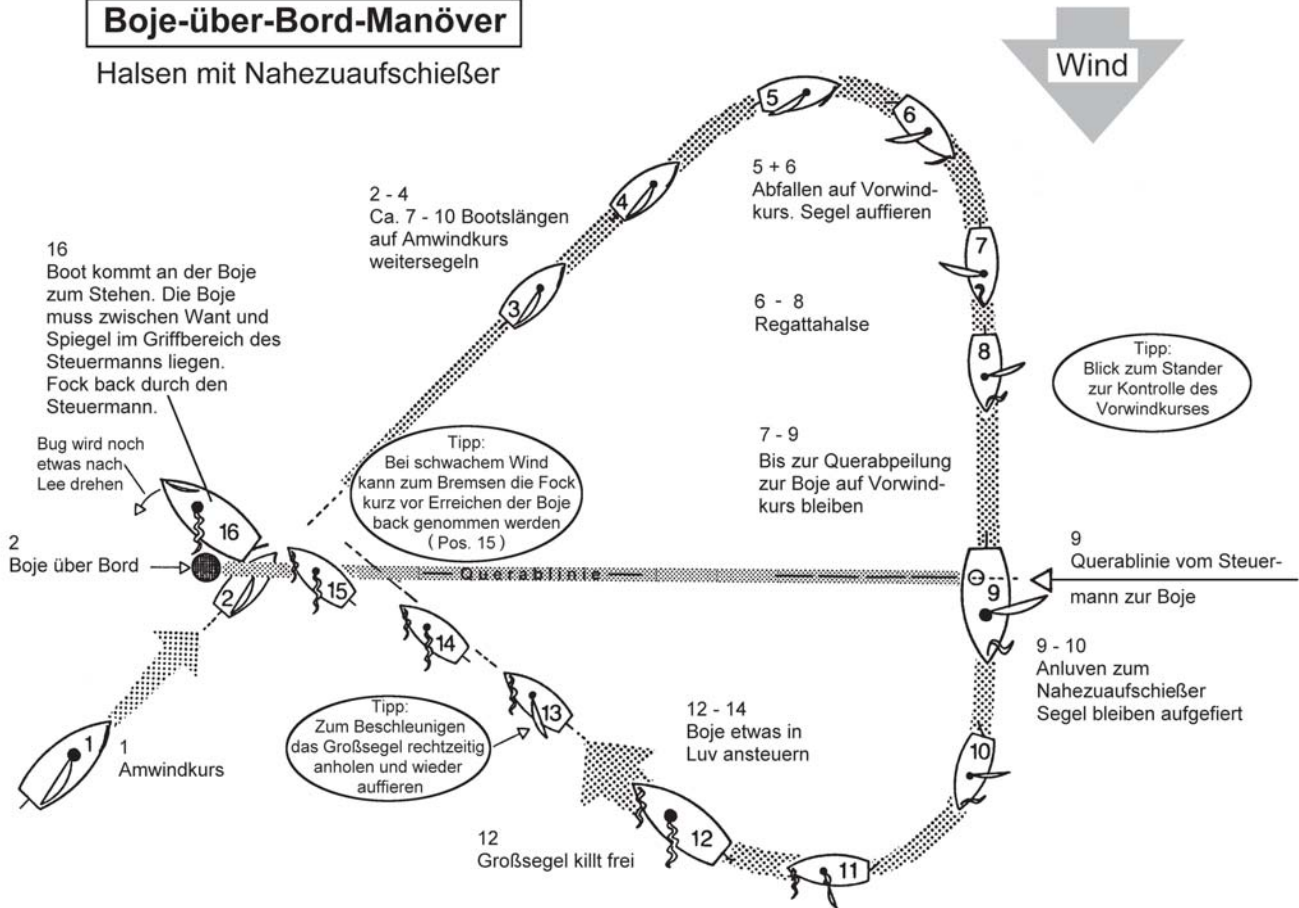 Boje-über-Bord-Manöver
Halsen mit Nahezuaufschießer
Wind
5
6
5 + 6
Abfallen auf Vorwind-
kurs. Segel auffieren
2 - 4
Ca. 7 - 10 Bootslängen
auf Amwindkurs
weitersegeln
4
3
7
6 - 8
Regattahalse
8
Tipp:
Blick zum Stander
zur Kontrolle des
Vorwindkurses
16
Boot kommt an der Boje
zum Stehen. Die Boje
muss zwischen Want und
Spiegel im Griffbereich des
Steuermanns liegen.
Fock back durch den
Steuermann.
Bug wird noch
etwas nach
Lee drehen
Tipp:
Bei schwachem Wind
kann zum Bremsen die Fock
kurz vor Erreichen der Boje
back genommen werden
( Pos. 15 )
7 - 9
Bis zur Querabpeilung
zur Boje auf Vorwind-
kurs bleiben
16
2
Boje über Bord
2
15
Querablinie
9
9
Querablinie vom Steuer-
mann zur Boje
14
13
9 - 10
Anluven zum
Nahezuaufschießer
Segel bleiben aufgefiert
1
1
Amwindkurs
Tipp:
Zum Beschleunigen
das Großsegel rechtzeitig
anholen und wieder
auffieren
12 - 14
Boje etwas in
Luv ansteuern
10
12
12
Großsegel killt frei
11